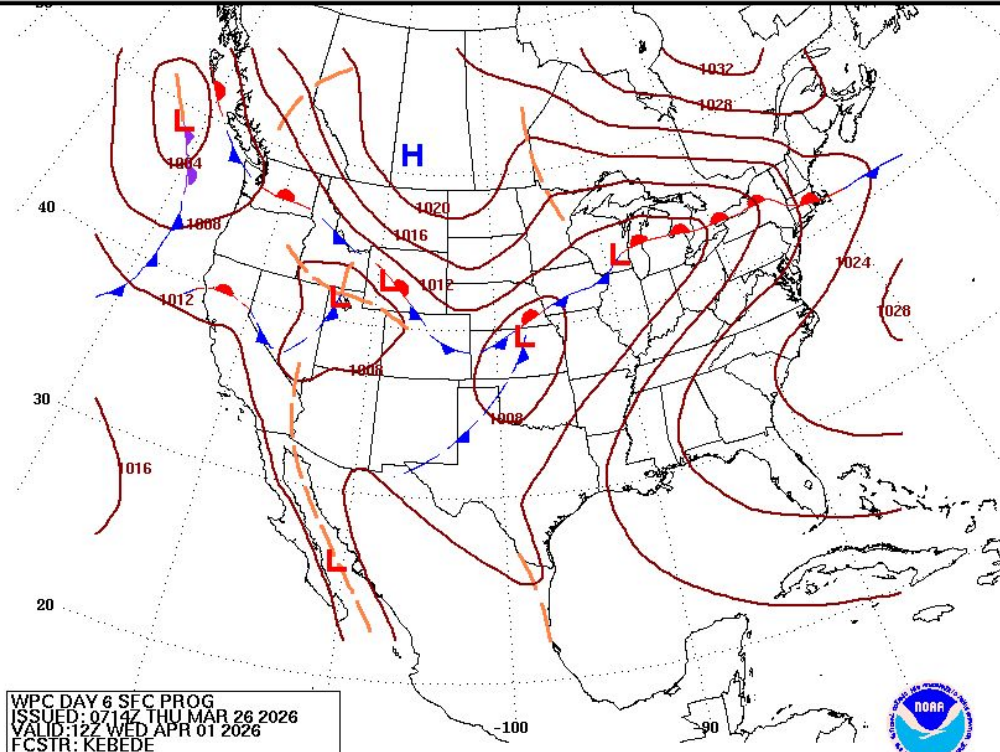 1032
1028
L
H
1004
40
1020
1008
1016
L
1024
L
1012
1012
L
1028
L
1008
30
1008
1016
L
20
WPC DAY 6 SFC PROG
ISSUED: 0714Z THU MAR 26 2026
VALID:12Z WED APR 01 2026
FCSTR: KEBEDE
-100
-90
NOAA